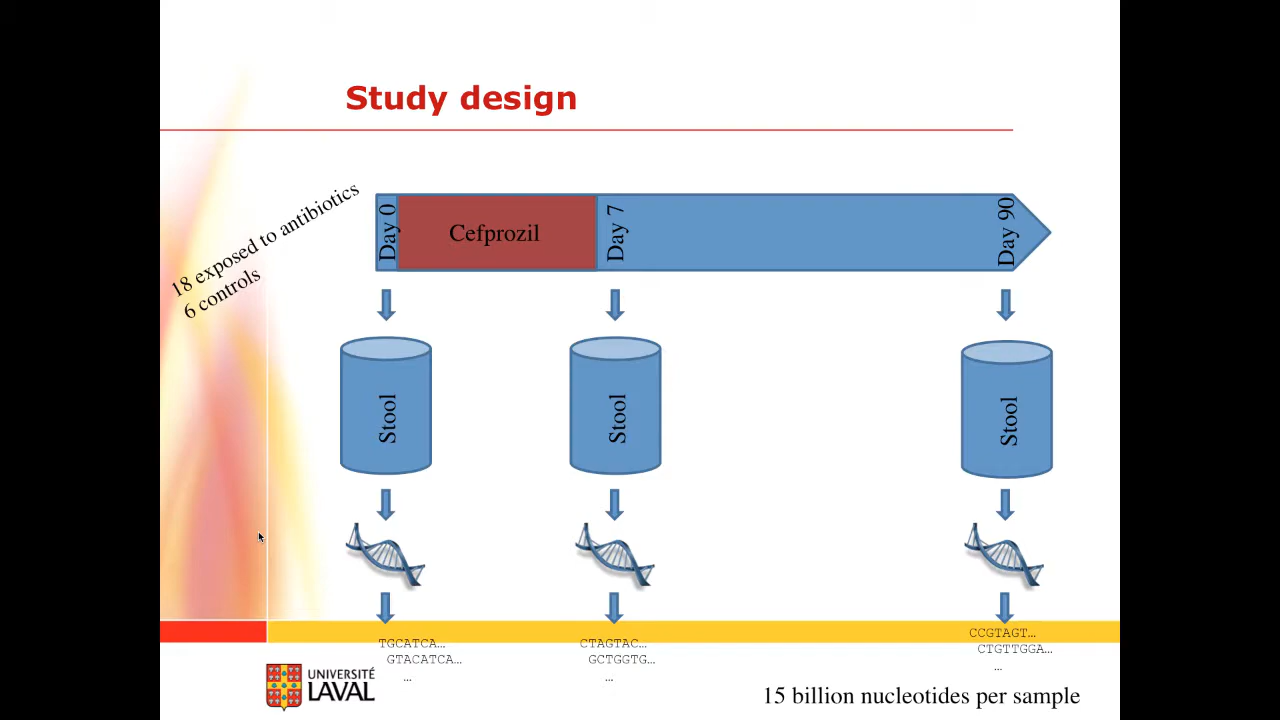 Study design
18 exposed to antibiotics
6 controls
Day 0
Cefprozil
Day 7
Day 90
Stool
Stool
Stool
TGCATCA…
GTACATCA…
…
CTAGTAC…
GCTGGTG…
…
CCGTAGT…
CTGTTGGA…
…
UNIVERSITÉ
LAVAL
15 billion nucleotides per sample